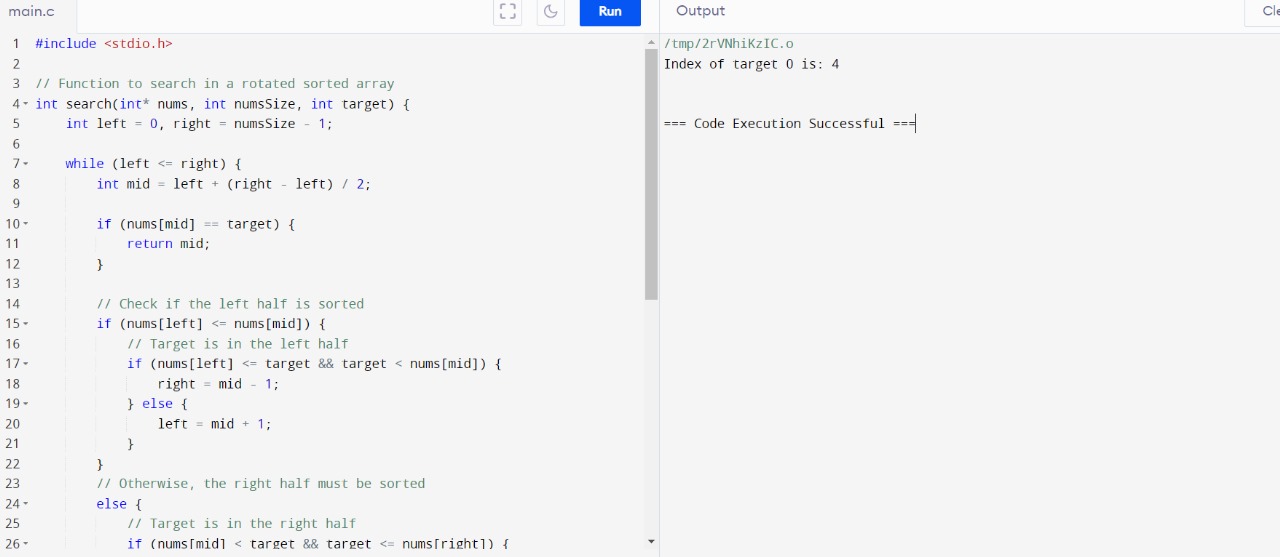 main.c
Run
Output
Cle
1 #include <stdio.h>
2
3 // Function to search in a rotated sorted array
4 int search(int* nums, int numsSize, int target) {
5     int left = 0, right = numsSize - 1;
6
7     while (left <= right) {
8         int mid = left + (right - left) / 2;
9
10         if (nums[mid] == target) {
11             return mid;
12         }
13
14         // Check if the left half is sorted
15         if (nums[left] <= nums[mid]) {
16             // Target is in the left half
17             if (nums[left] <= target && target < nums[mid]) {
18                 right = mid - 1;
19             } else {
20                 left = mid + 1;
21             }
22         }
23         // Otherwise, the right half must be sorted
24         else {
25             // Target is in the right half
26             if (nums[mid] < target && target <= nums[right]) {
/tmp/2rVNhiKzIC.o
Index of target 0 is: 4
=== Code Execution Successful ===